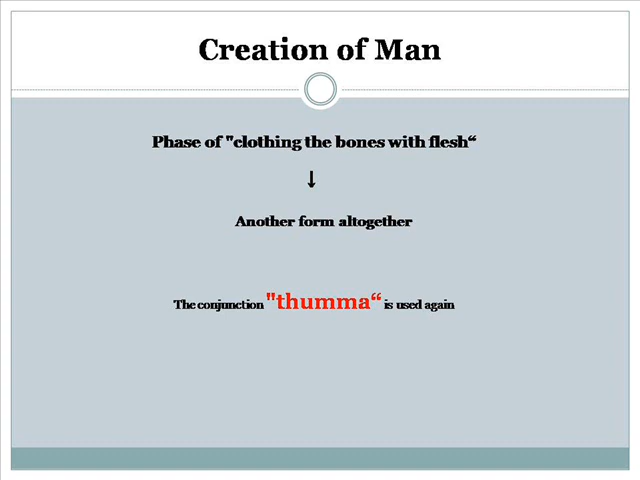 Creation of Man
Phase of "clothing the bones with flesh“
↓
Another form altogether
The conjunction "thumma“ is used again